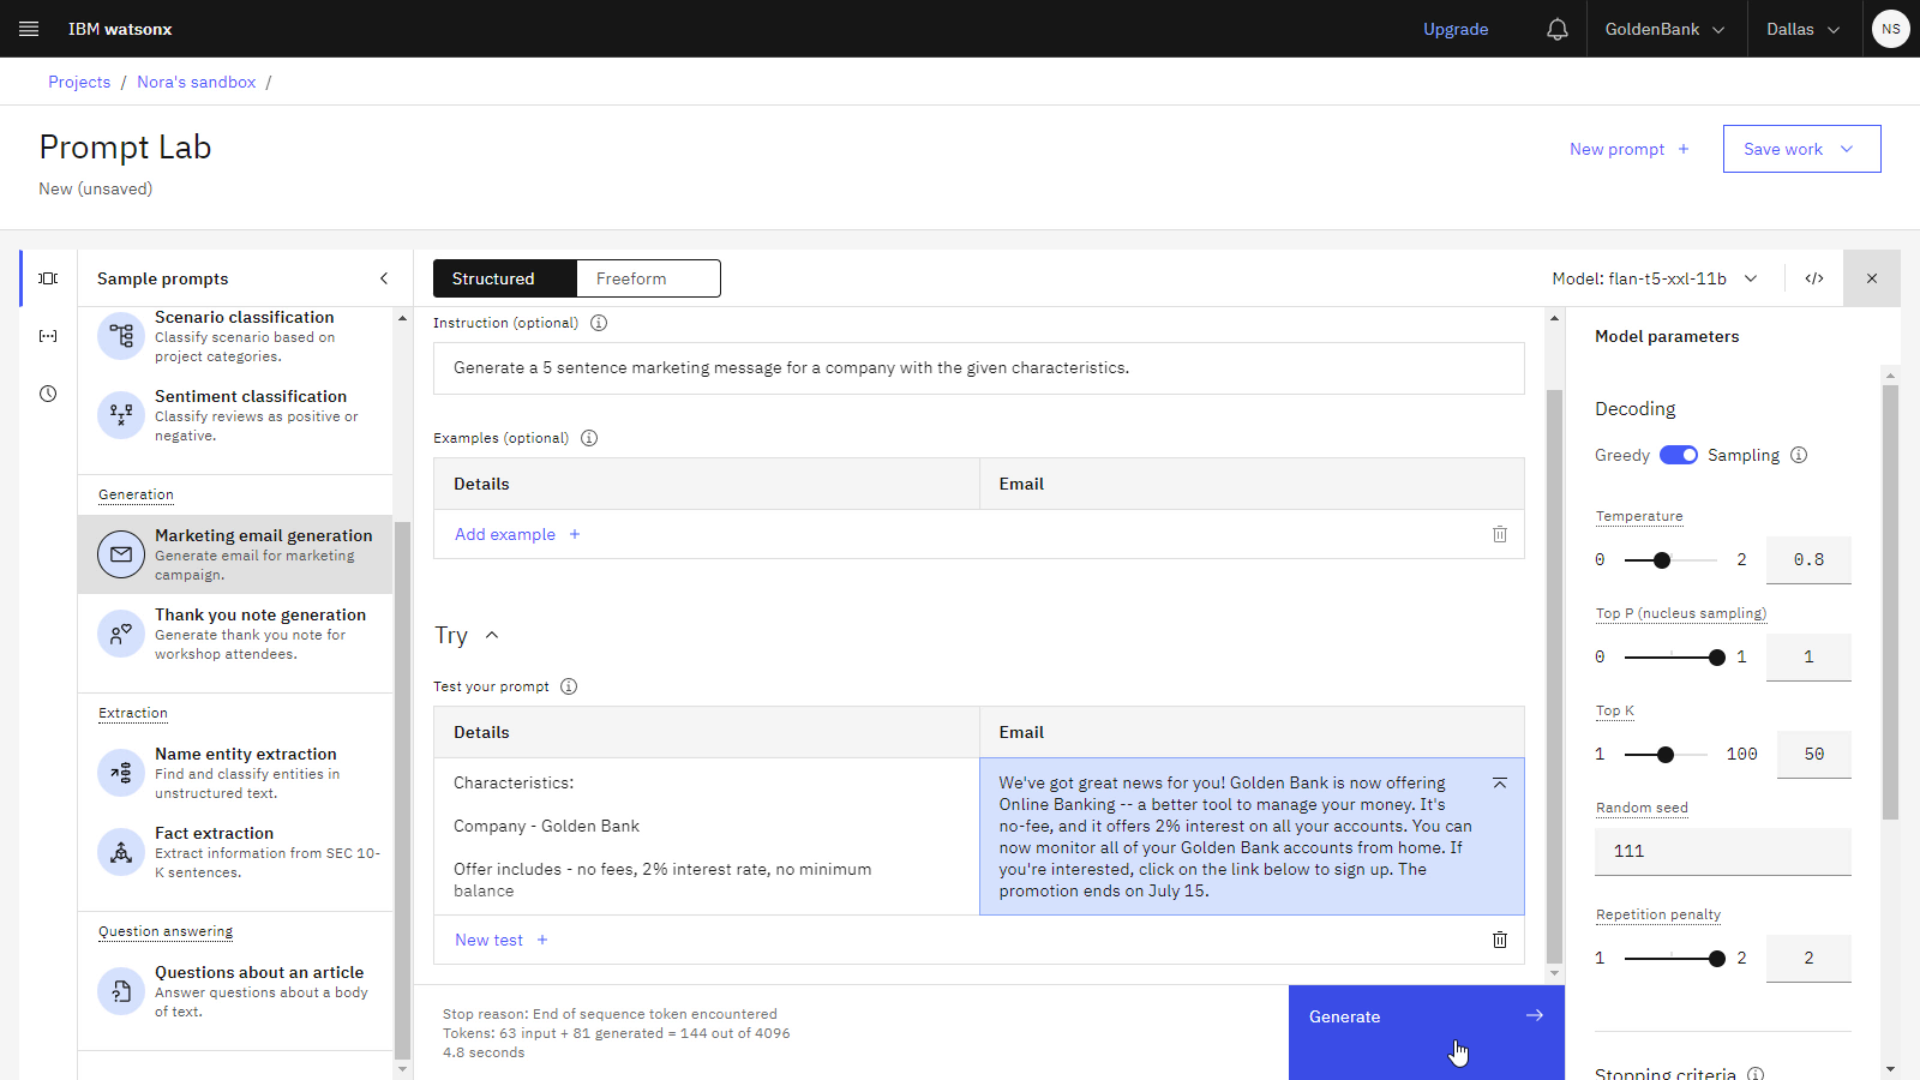 IBM watsonx
Upgrade
GoldenBank
Dallas
NS
Projects / Nora's sandbox /
Prompt Lab
New (unsaved)
New prompt +
Save work
Sample prompts
Structured
Freeform
Model: flan-t5-xxl-11b
</>
Scenario classification
Classify scenario based on
project categories.
Sentiment classification
Classify reviews as positive or
negative.
Generation
Marketing email generation
Generate email for marketing
campaign.
Thank you note generation
Generate thank you note for
workshop attendees.
Extraction
Name entity extraction
Find and classify entities in
unstructured text.
Fact extraction
Extract information from SEC 10-
K sentences.
Question answering
Questions about an article
Answer questions about a body
of text.
Instruction (optional)
Generate a 5 sentence marketing message for a company with the given characteristics.
Examples (optional)
Details
Email
Add example +
Try
Test your prompt
Details
Email
Characteristics:
Company - Golden Bank
Offer includes - no fees, 2% interest rate, no minimum
balance
We've got great news for you! Golden Bank is now offering
Online Banking -- a better tool to manage your money. It's
no-fee, and it offers 2% interest on all your accounts. You can
now monitor all of your Golden Bank accounts from home. If
you're interested, click on the link below to sign up. The
promotion ends on July 15.
New test +
Stop reason: End of sequence token encountered
Tokens: 63 input + 81 generated = 144 out of 4096
4.8 seconds
Generate
Model parameters
Decoding
Greedy
Sampling
Temperature
0 2 0.8
Top P (nucleus sampling)
0 1 1
Top K
1 100 50
Random seed
111
Repetition penalty
1 2 2
Stopping criteria